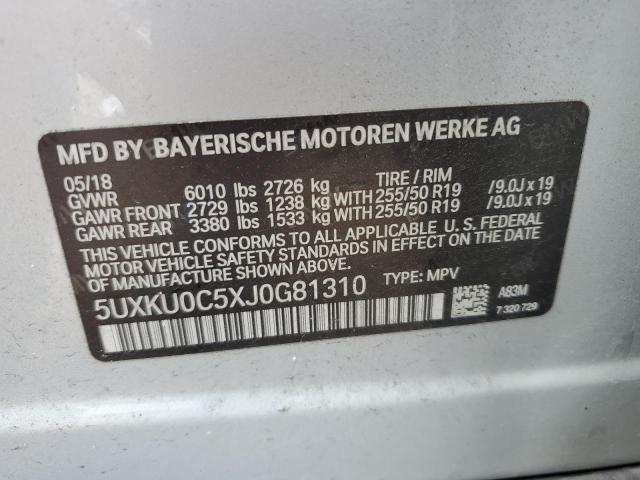 MFD BY BAYERISCHE MOTOREN WERKE AG
05/18 TIRE / RIM
GVWR 6010 lbs 2726 kg
GAWR FRONT 2729 lbs 1238 kg WITH 255/50 R19 /9.0J x 19
GAWR REAR 3380 lbs 1533 kg WITH 255/50 R19 /9.0J x 19
THIS VEHICLE CONFORMS TO ALL APPLICABLE U. S. FEDERAL
MOTOR VEHICLE SAFETY STANDARDS IN EFFECT ON THE DATE
OF MANUFACTURE SHOWN ABOVE.
5UXKU0C5XJ0G81310 TYPE: MPV
A83M
7 320 729